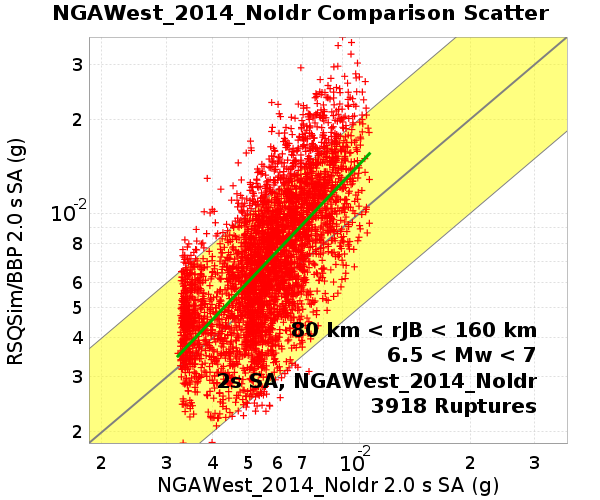 NGAWest_2014_NoIdr Comparison Scatter
RSQSim/BBP 2.0 s SA (g)
3
2
10-2
8
6
5
4
3
2
80 km < rJB < 160 km
6.5 < Mw < 7
2s SA, NGAWest_2014_NoIdr
3918 Ruptures
2 3 4 5 6 7 10-2 2 3
NGAWest_2014_NoIdr 2.0 s SA (g)